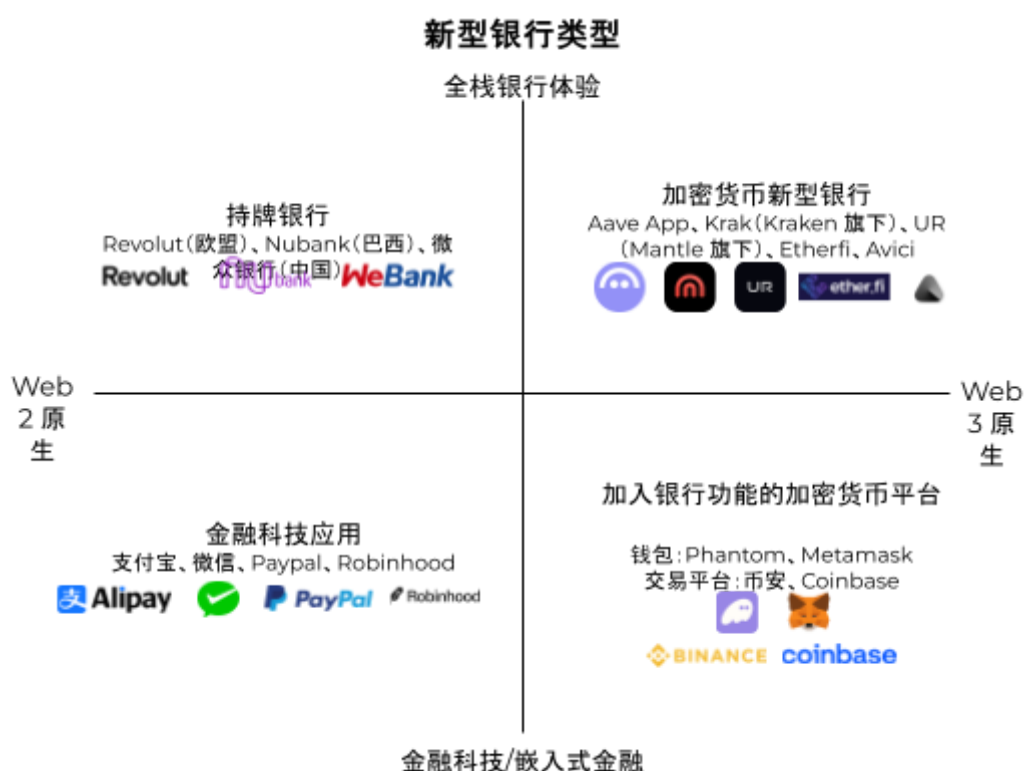 新型银行类型
全栈银行体验
持牌银行
Revolut（欧盟）、Nubank（巴西）、微
众银行（中国）
Revolut
nu bank
WeBank
加密货币新型银行
Aave App、Krak（Kraken 旗下）、UR
（Mantle 旗下）、Etherfi、Avici
UR
ether.fi
Web
2 原
生
Web
3 原
生
金融科技应用
支付宝、微信、Paypal、Robinhood
支 Alipay
PayPal
Robinhood
加入银行功能的加密货币平台
钱包：Phantom、Metamask
交易平台：币安、Coinbase
BINANCE
coinbase
金融科技/嵌入式金融